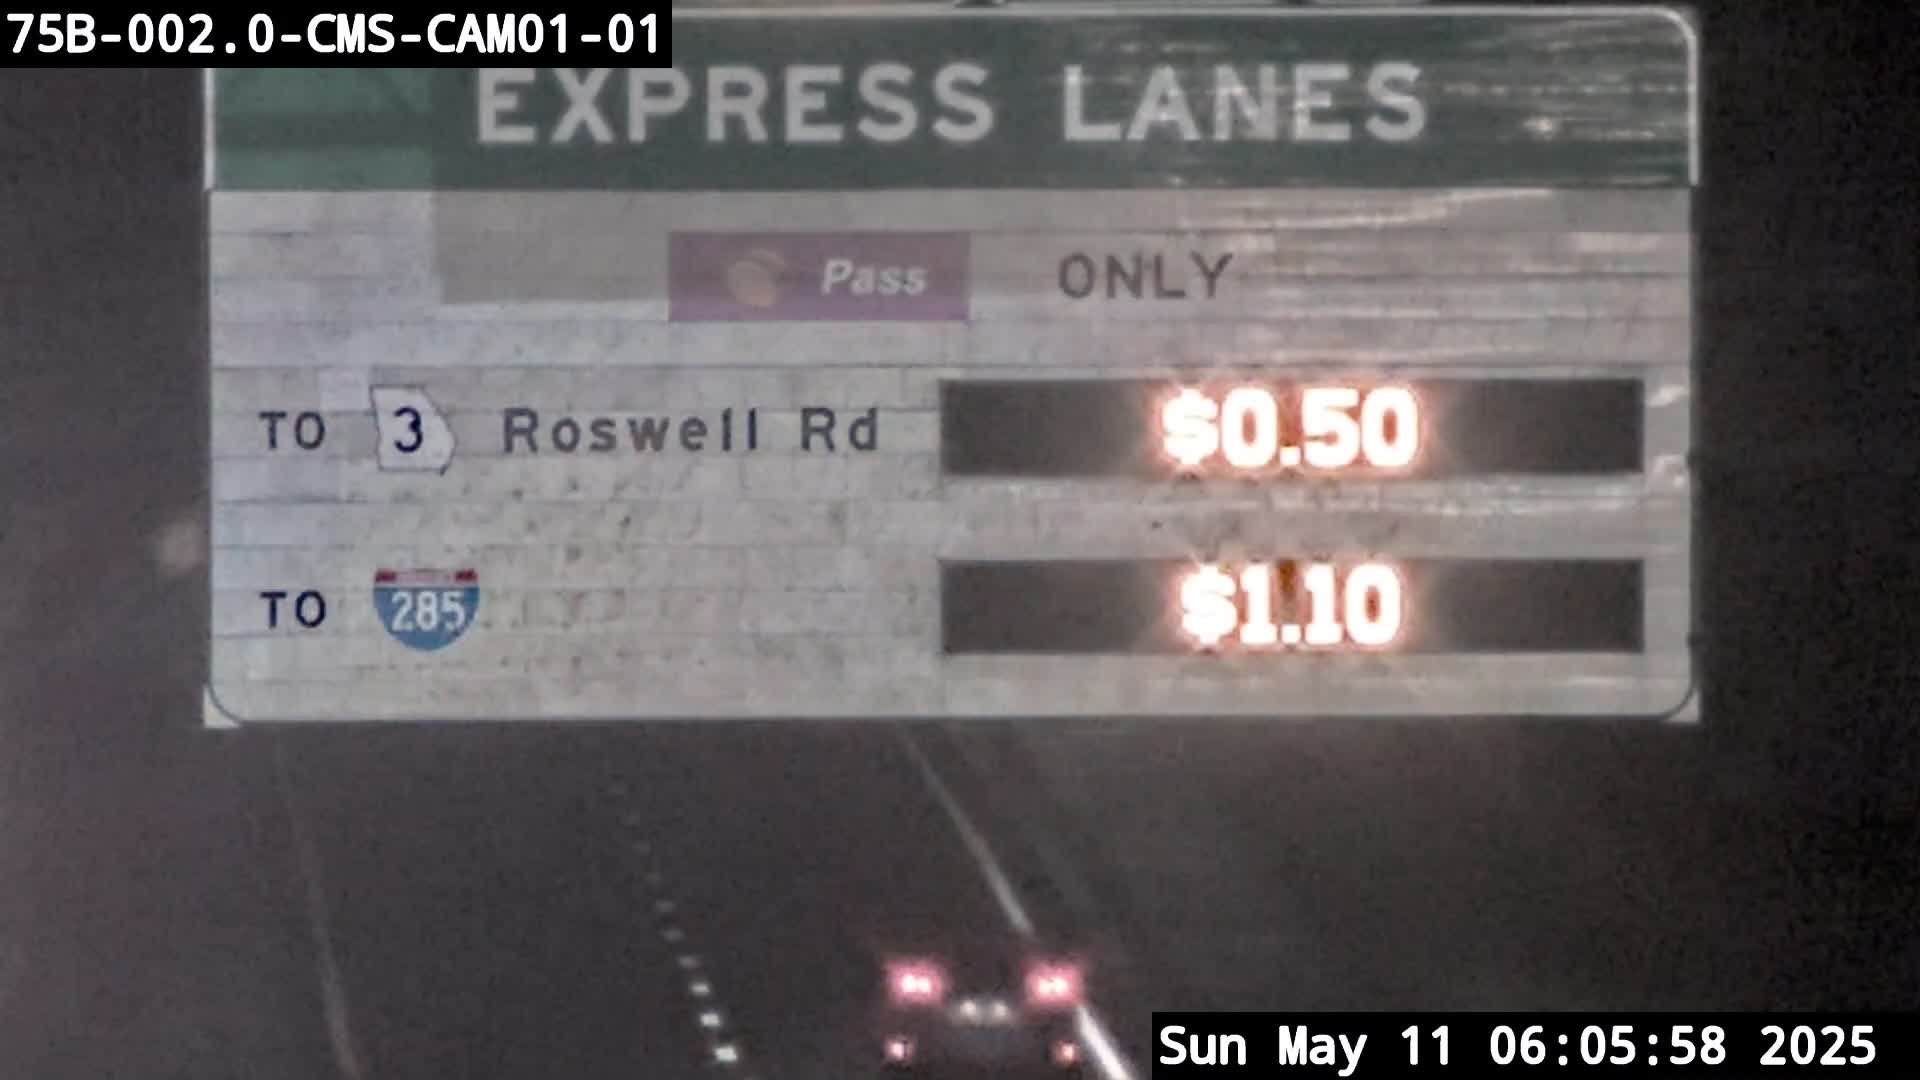 75B-002.0-CMS-CAM01-01
EXPRESS LANES
Pass ONLY
TO 3 Roswell Rd $0.50
TO 285 $1.10
Sun May 11 06:05:58 2025